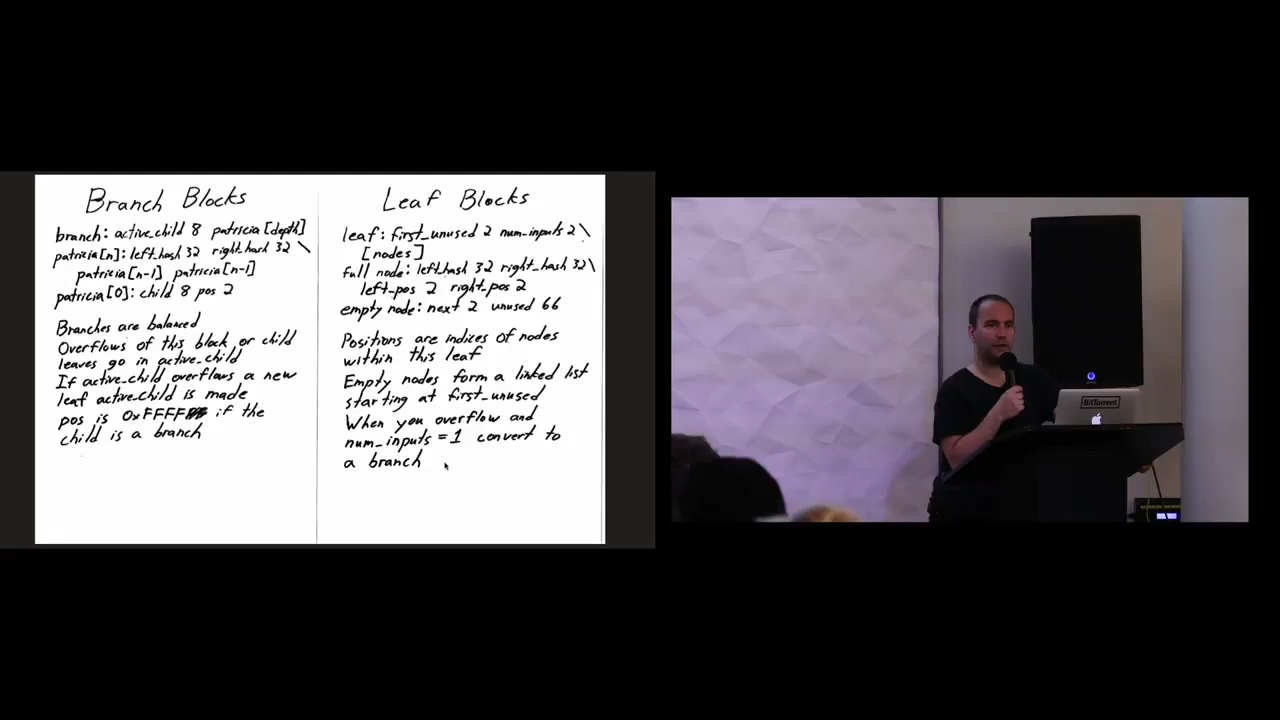 Branch Blocks
branch: active_child 8 patricia [depth]
patricia[n]: left_hash 32 right_hash 32 \
patricia[n-1] patricia[n-1]
patricia[0]: child 8 pos 2
Branches are balanced
Overflows of this block or child
leaves go in active_child
If active_child overflows a new
leaf active_child is made
pos is 0xFFFF if the
child is a branch
Leaf Blocks
leaf: first_unused 2 num_inputs 2 \
[nodes]
full node: left_hash 32 right_hash 32 \
left_pos 2 right_pos 2
empty node: next 2 unused 66
Positions are indices of nodes
within this leaf
Empty nodes form a linked list
starting at first_unused
When you overflow and
num_inputs = 1 convert to
a branch
BitTorrent